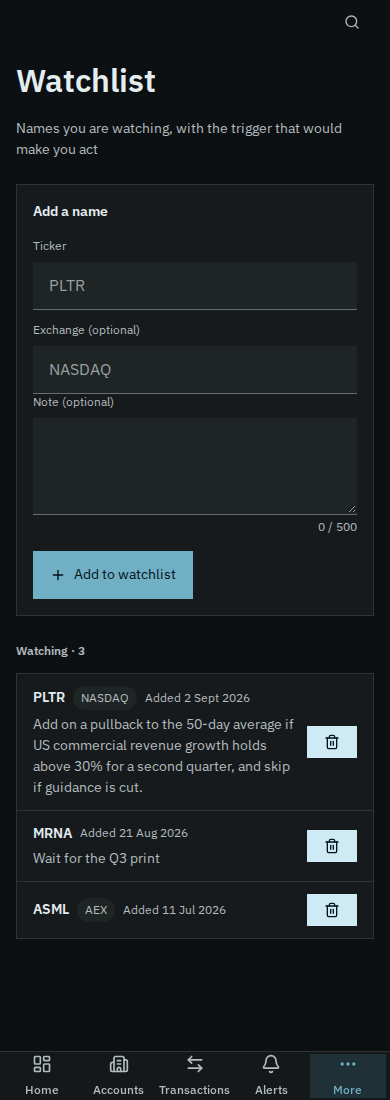 Watchlist
Names you are watching, with the trigger that would
make you act
Add a name
Ticker
PLTR
Exchange (optional)
NASDAQ
Note (optional)
0 / 500
Add to watchlist
Watching · 3
PLTR NASDAQ Added 2 Sept 2026
Add on a pullback to the 50-day average if
US commercial revenue growth holds
above 30% for a second quarter, and skip
if guidance is cut.
MRNA Added 21 Aug 2026
Wait for the Q3 print
ASML AEX Added 11 Jul 2026
Home Accounts Transactions Alerts More